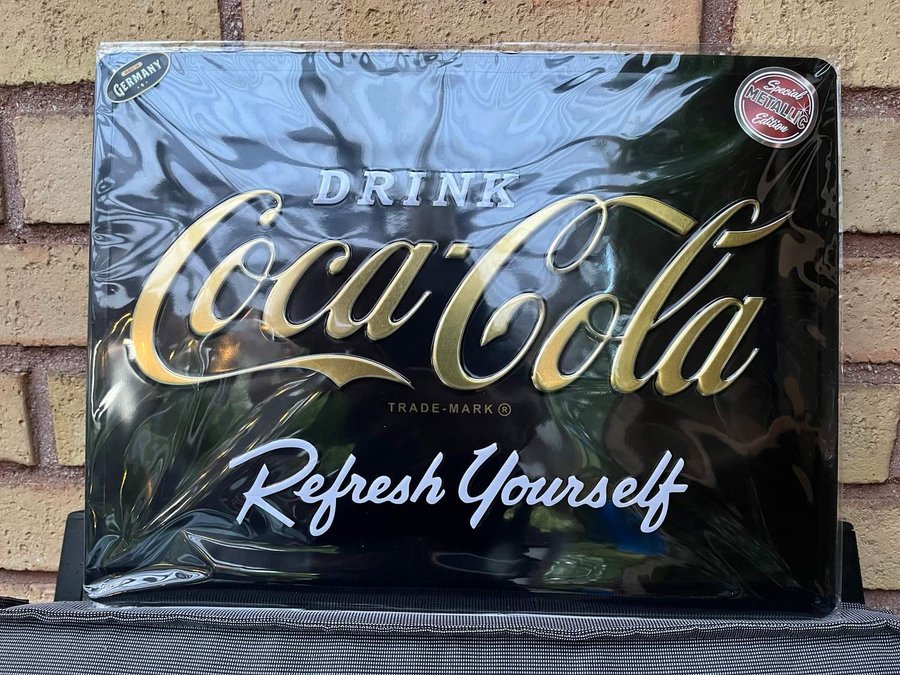 GERMANY
Special
METALLIC
Edition
DRINK
Coca-Cola
TRADE-MARK ®
Refresh Yourself